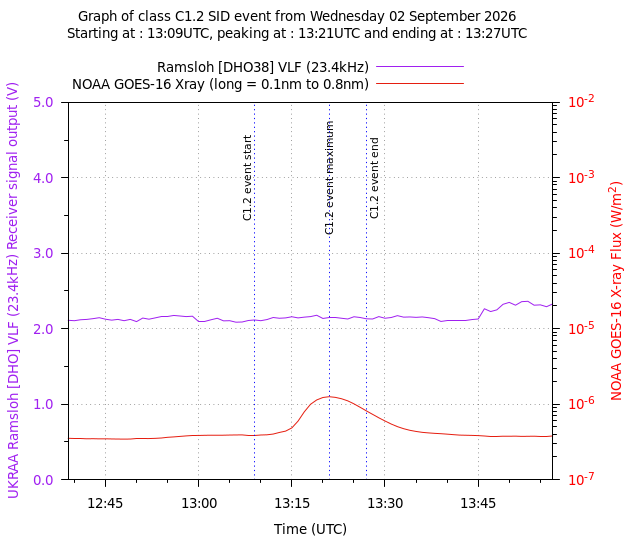 Graph of class C1.2 SID event from Wednesday 02 September 2026
Starting at : 13:09UTC, peaking at : 13:21UTC and ending at : 13:27UTC
Ramsloh [DHO38] VLF (23.4kHz)
NOAA GOES-16 Xray (long = 0.1nm to 0.8nm)
UKRAA Ramsloh [DHO] VLF (23.4kHz) Receiver signal output (V)
5.0
4.0
3.0
2.0
1.0
0.0
C1.2 event start
C1.2 event maximum
C1.2 event end
10-2
10-3
10-4
10-5
10-6
10-7
NOAA GOES-16 X-ray Flux (W/m2)
12:45
13:00
13:15
13:30
13:45
Time (UTC)